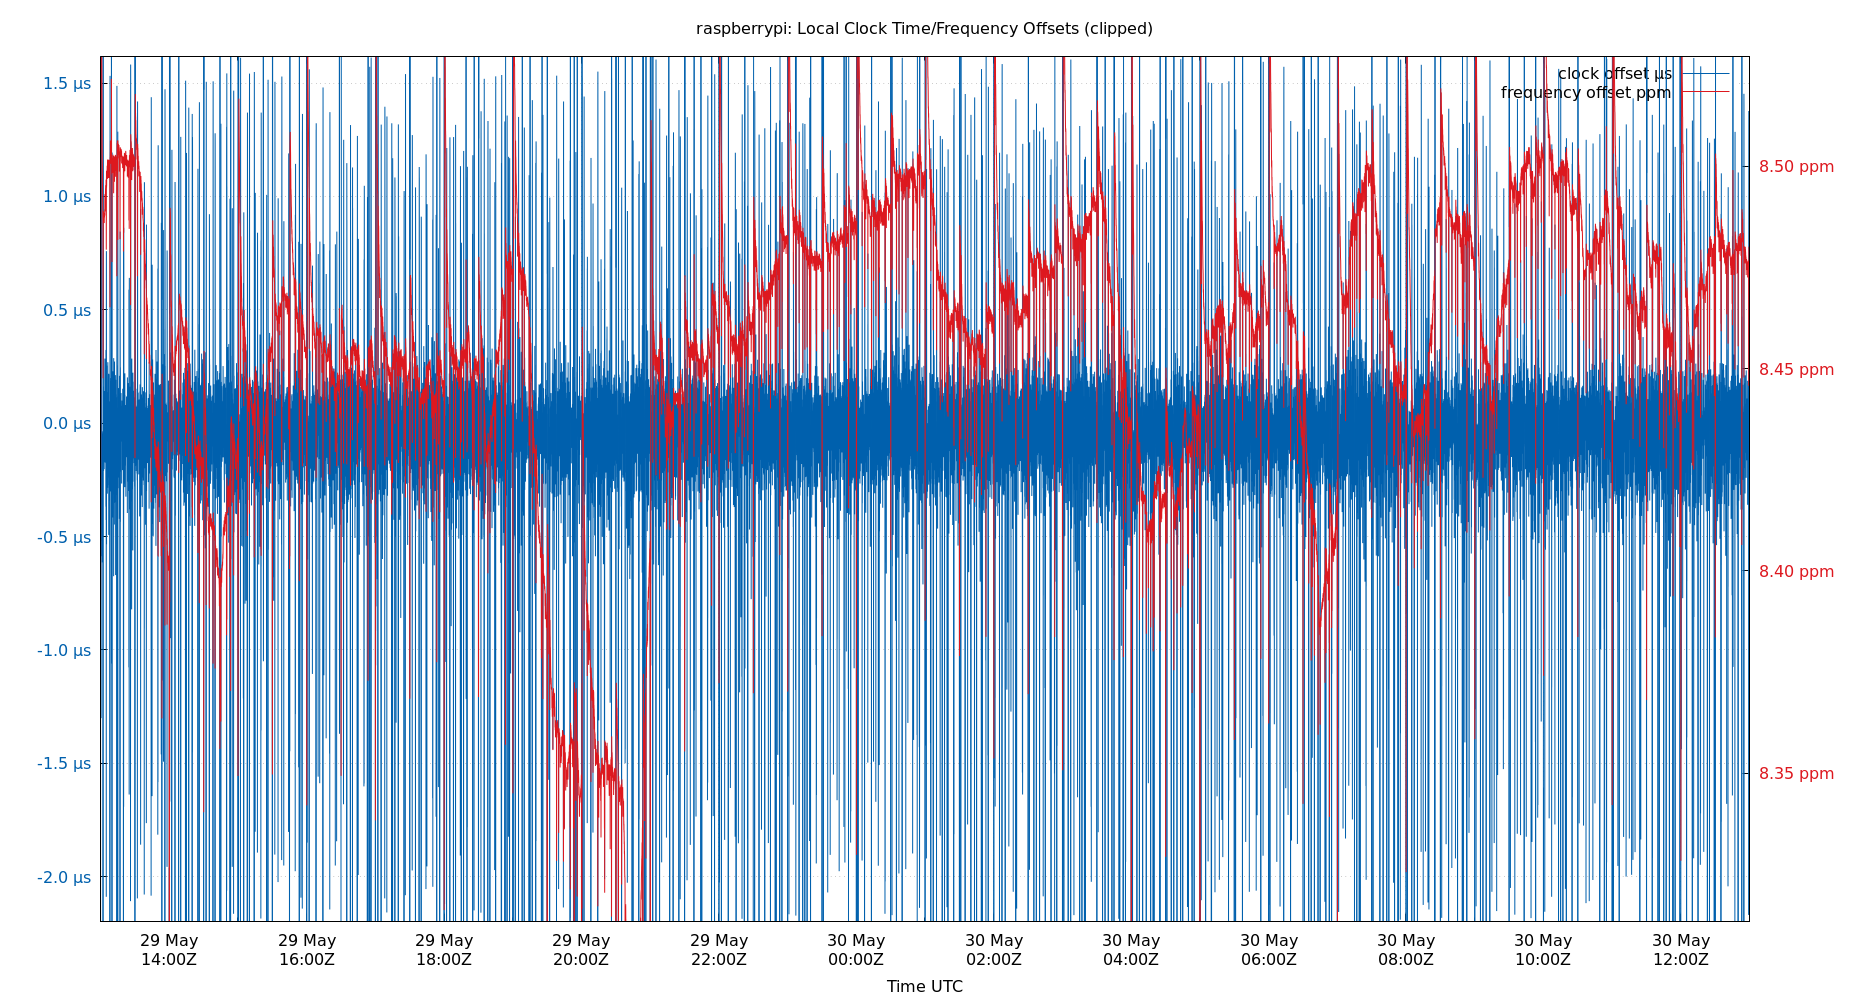 raspberrypi: Local Clock Time/Frequency Offsets (clipped)
clock offset µs
frequency offset ppm
1.5 µs
1.0 µs
0.5 µs
0.0 µs
-0.5 µs
-1.0 µs
-1.5 µs
-2.0 µs
8.50 ppm
8.45 ppm
8.40 ppm
8.35 ppm
29 May
14:00Z
29 May
16:00Z
29 May
18:00Z
29 May
20:00Z
29 May
22:00Z
30 May
00:00Z
30 May
02:00Z
30 May
04:00Z
30 May
06:00Z
30 May
08:00Z
30 May
10:00Z
30 May
12:00Z
Time UTC